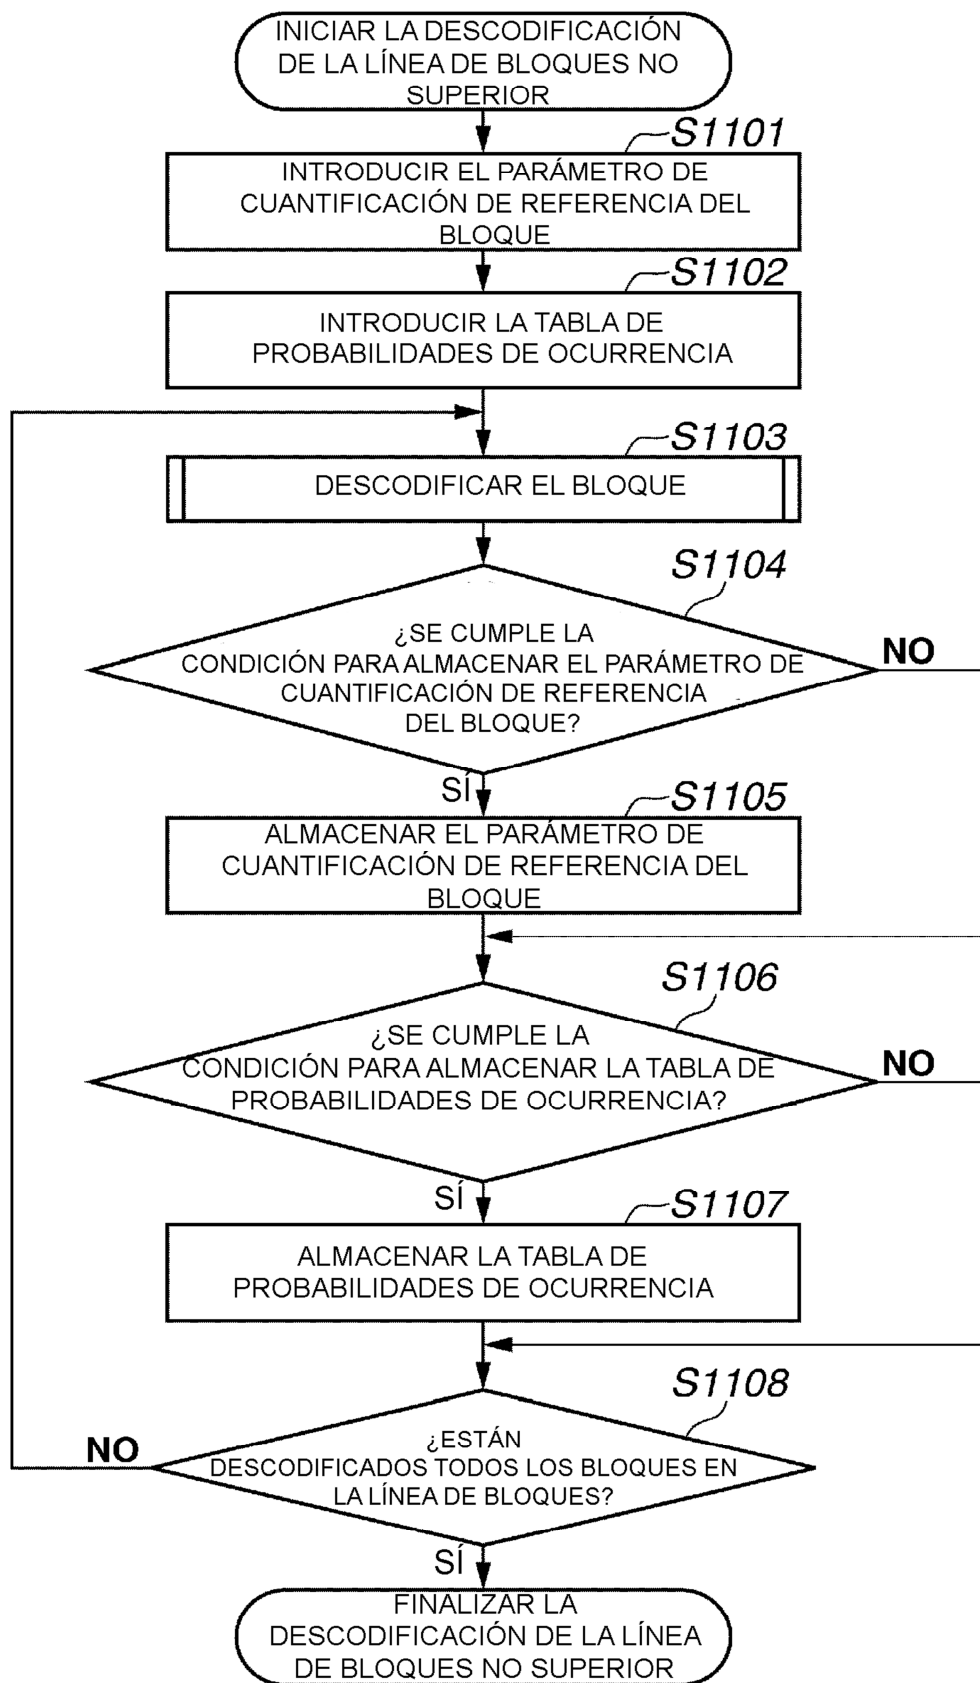 INICIAR LA DESCODIFICACIÓN
DE LA LÍNEA DE BLOQUES NO
SUPERIOR
S1101
INTRODUCIR EL PARÁMETRO DE
CUANTIFICACIÓN DE REFERENCIA DEL
BLOQUE
S1102
INTRODUCIR LA TABLA DE
PROBABILIDADES DE OCURRENCIA
S1103
DESCODIFICAR EL BLOQUE
S1104
¿SE CUMPLE LA
CONDICIÓN PARA ALMACENAR EL PARÁMETRO DE
CUANTIFICACIÓN DE REFERENCIA
DEL BLOQUE?
NO
SÍ
S1105
ALMACENAR EL PARÁMETRO DE
CUANTIFICACIÓN DE REFERENCIA DEL
BLOQUE
S1106
¿SE CUMPLE LA
CONDICIÓN PARA ALMACENAR LA TABLA DE
PROBABILIDADES DE OCURRENCIA?
NO
SÍ
S1107
ALMACENAR LA TABLA DE
PROBABILIDADES DE OCURRENCIA
S1108
¿ESTÁN
DESCODIFICADOS TODOS LOS BLOQUES EN
LA LÍNEA DE BLOQUES?
NO
SÍ
FINALIZAR LA
DESCODIFICACIÓN DE LA LÍNEA
DE BLOQUES NO SUPERIOR